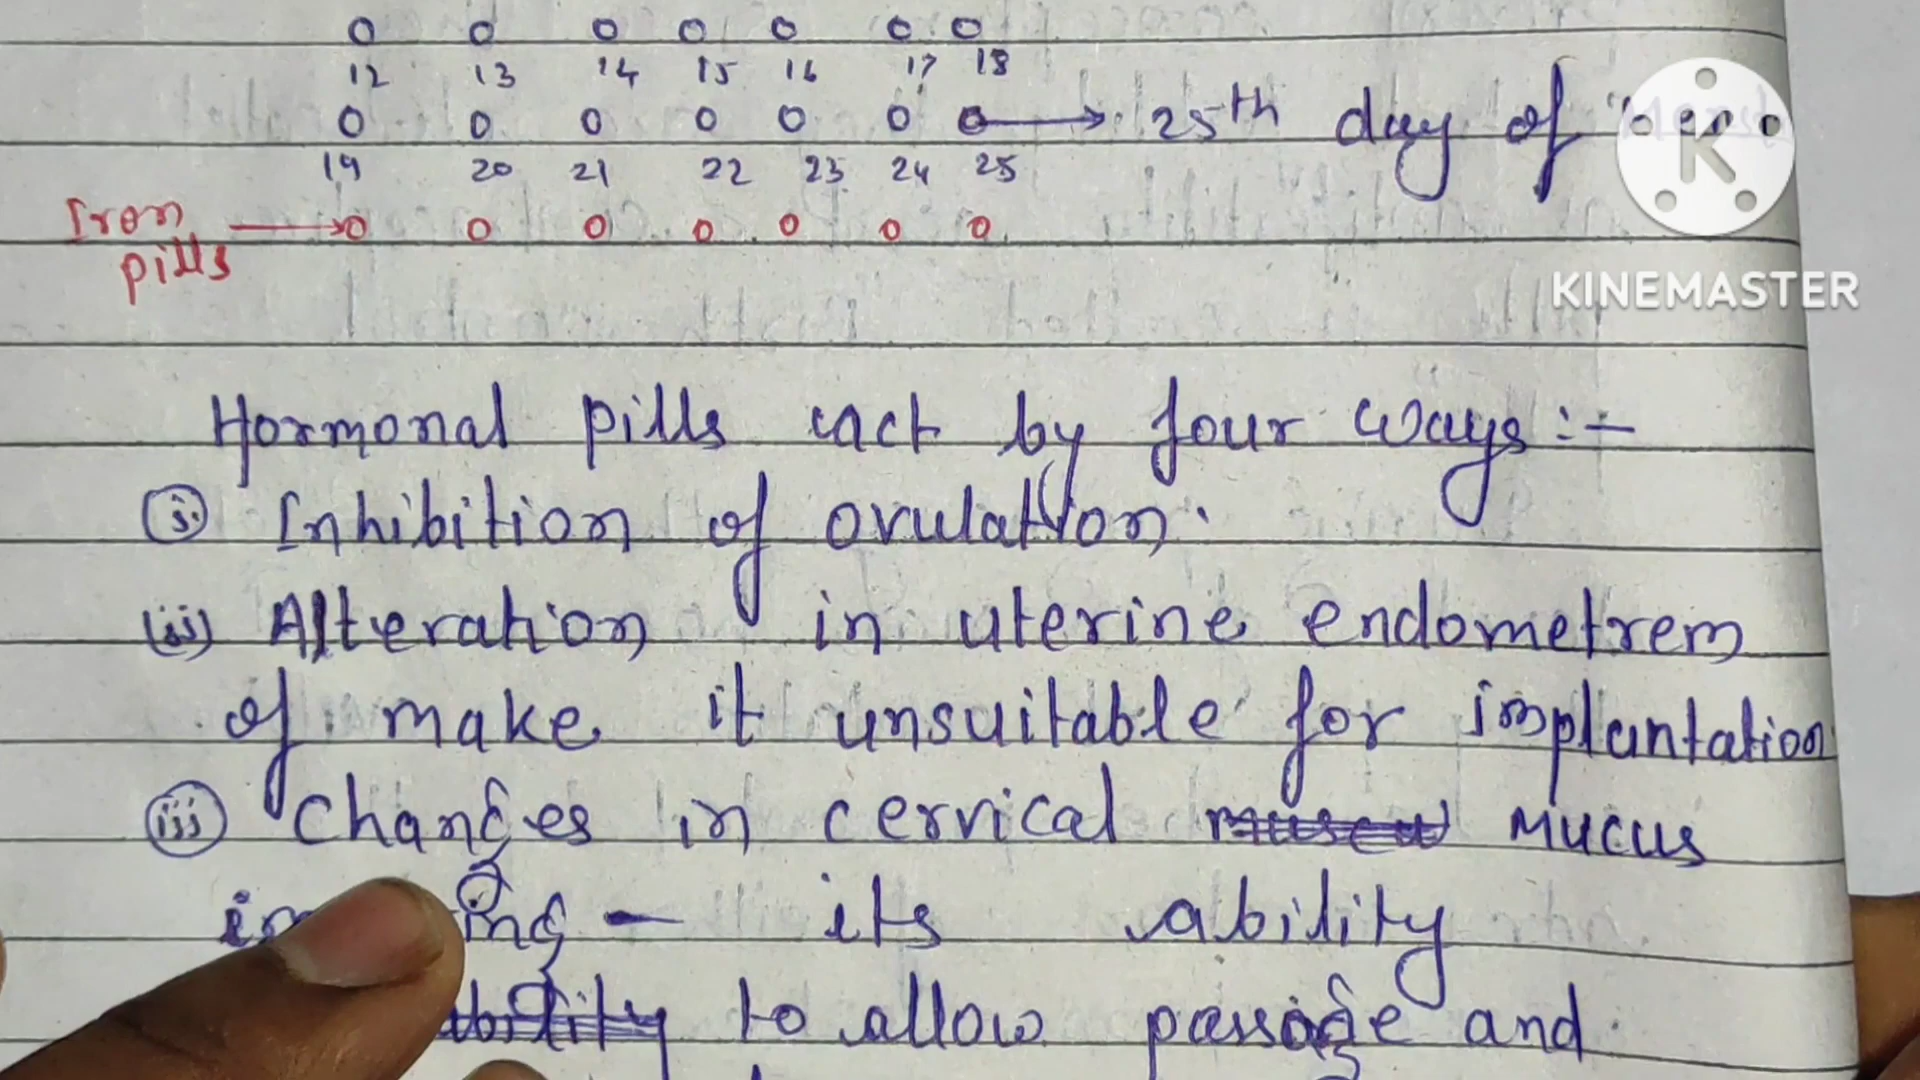 o o o o o o o
12 13 14 15 16 17 18
o o o o o o o → 25th day of
19 20 21 22 23 24 25
Iron pills → o o o o o o o
KINEMASTER
Hormonal pills act by four ways :-
(i) Inhibition of ovulation.
(ii) Alteration in uterine endometrem
of make it unsuitable for implantation
(iii) Changes in cervical mucus
its ability
to allow passage and